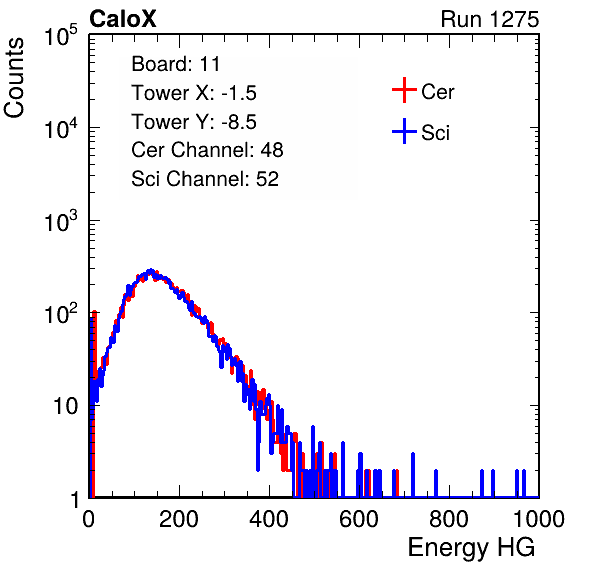 CaloX Run 1275
Counts
10^5
10^4
10^3
10^2
10
1
Board: 11
Tower X: -1.5
Tower Y: -8.5
Cer Channel: 48
Sci Channel: 52
Cer
Sci
0 200 400 600 800 1000
Energy HG